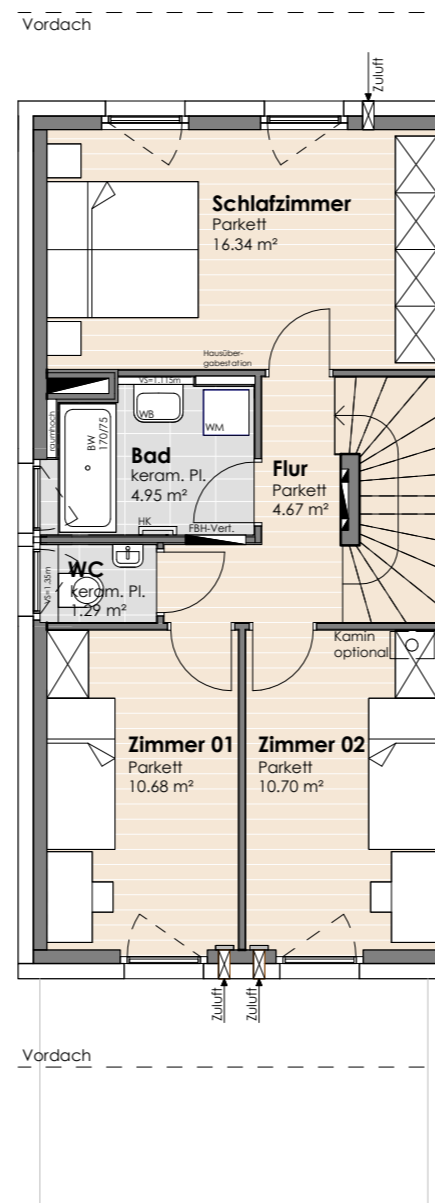 Vordach
Zuluft
Schlafzimmer
Parkett
16.34 m²
Hausüber-
gabestation
VS=1.115m
raumhoch
BW
170/75
WB
WM
Bad
keram. Pl.
4.95 m²
Flur
Parkett
4.67 m²
HK
FBH-Vert.
WC
keram. Pl.
1.29 m²
VS=1.35m
Kamin
optional
Zimmer 01
Parkett
10.68 m²
Zimmer 02
Parkett
10.70 m²
Zuluft
Zuluft
Vordach